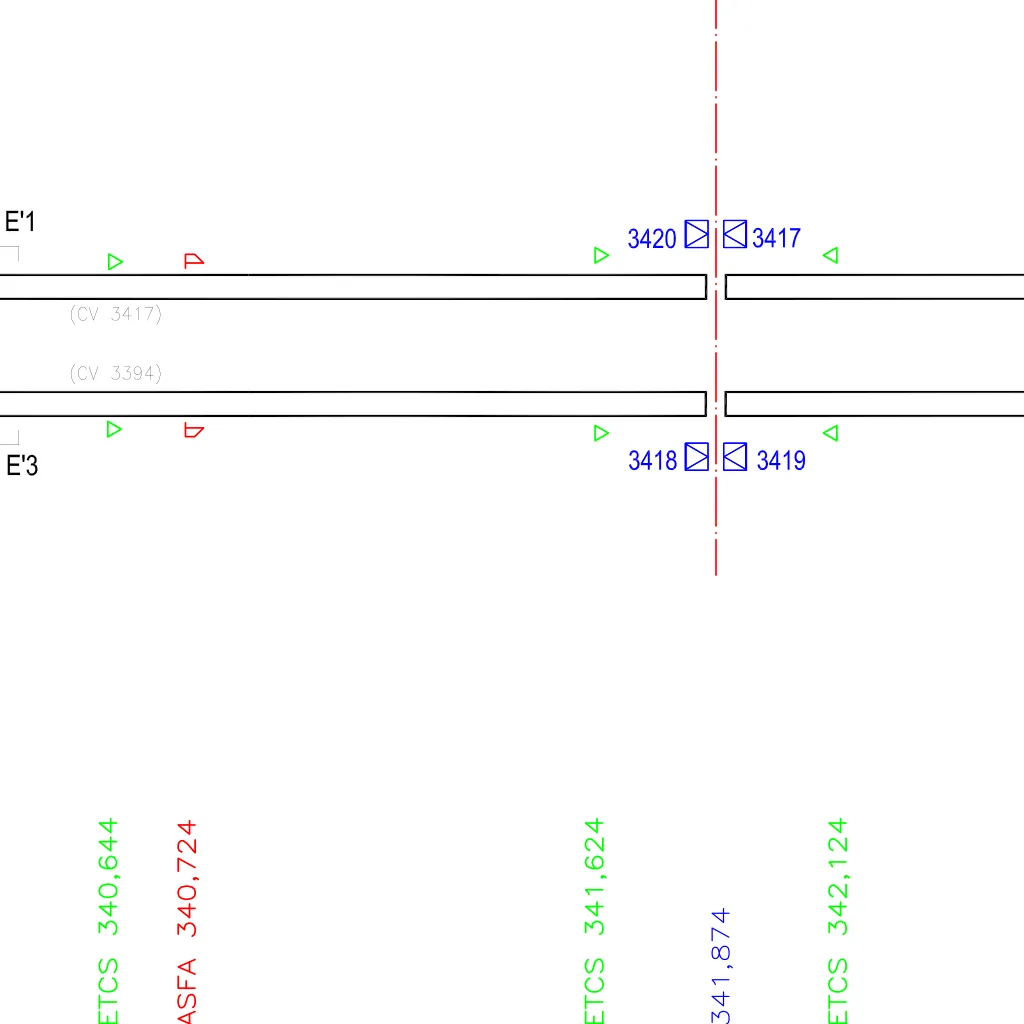 E'1
3420
3417
(CV 3417)
(CV 3394)
E'3
3418
3419
ETCS 340,644
ASFA 340,724
ETCS 341,624
341,874
ETCS 342,124